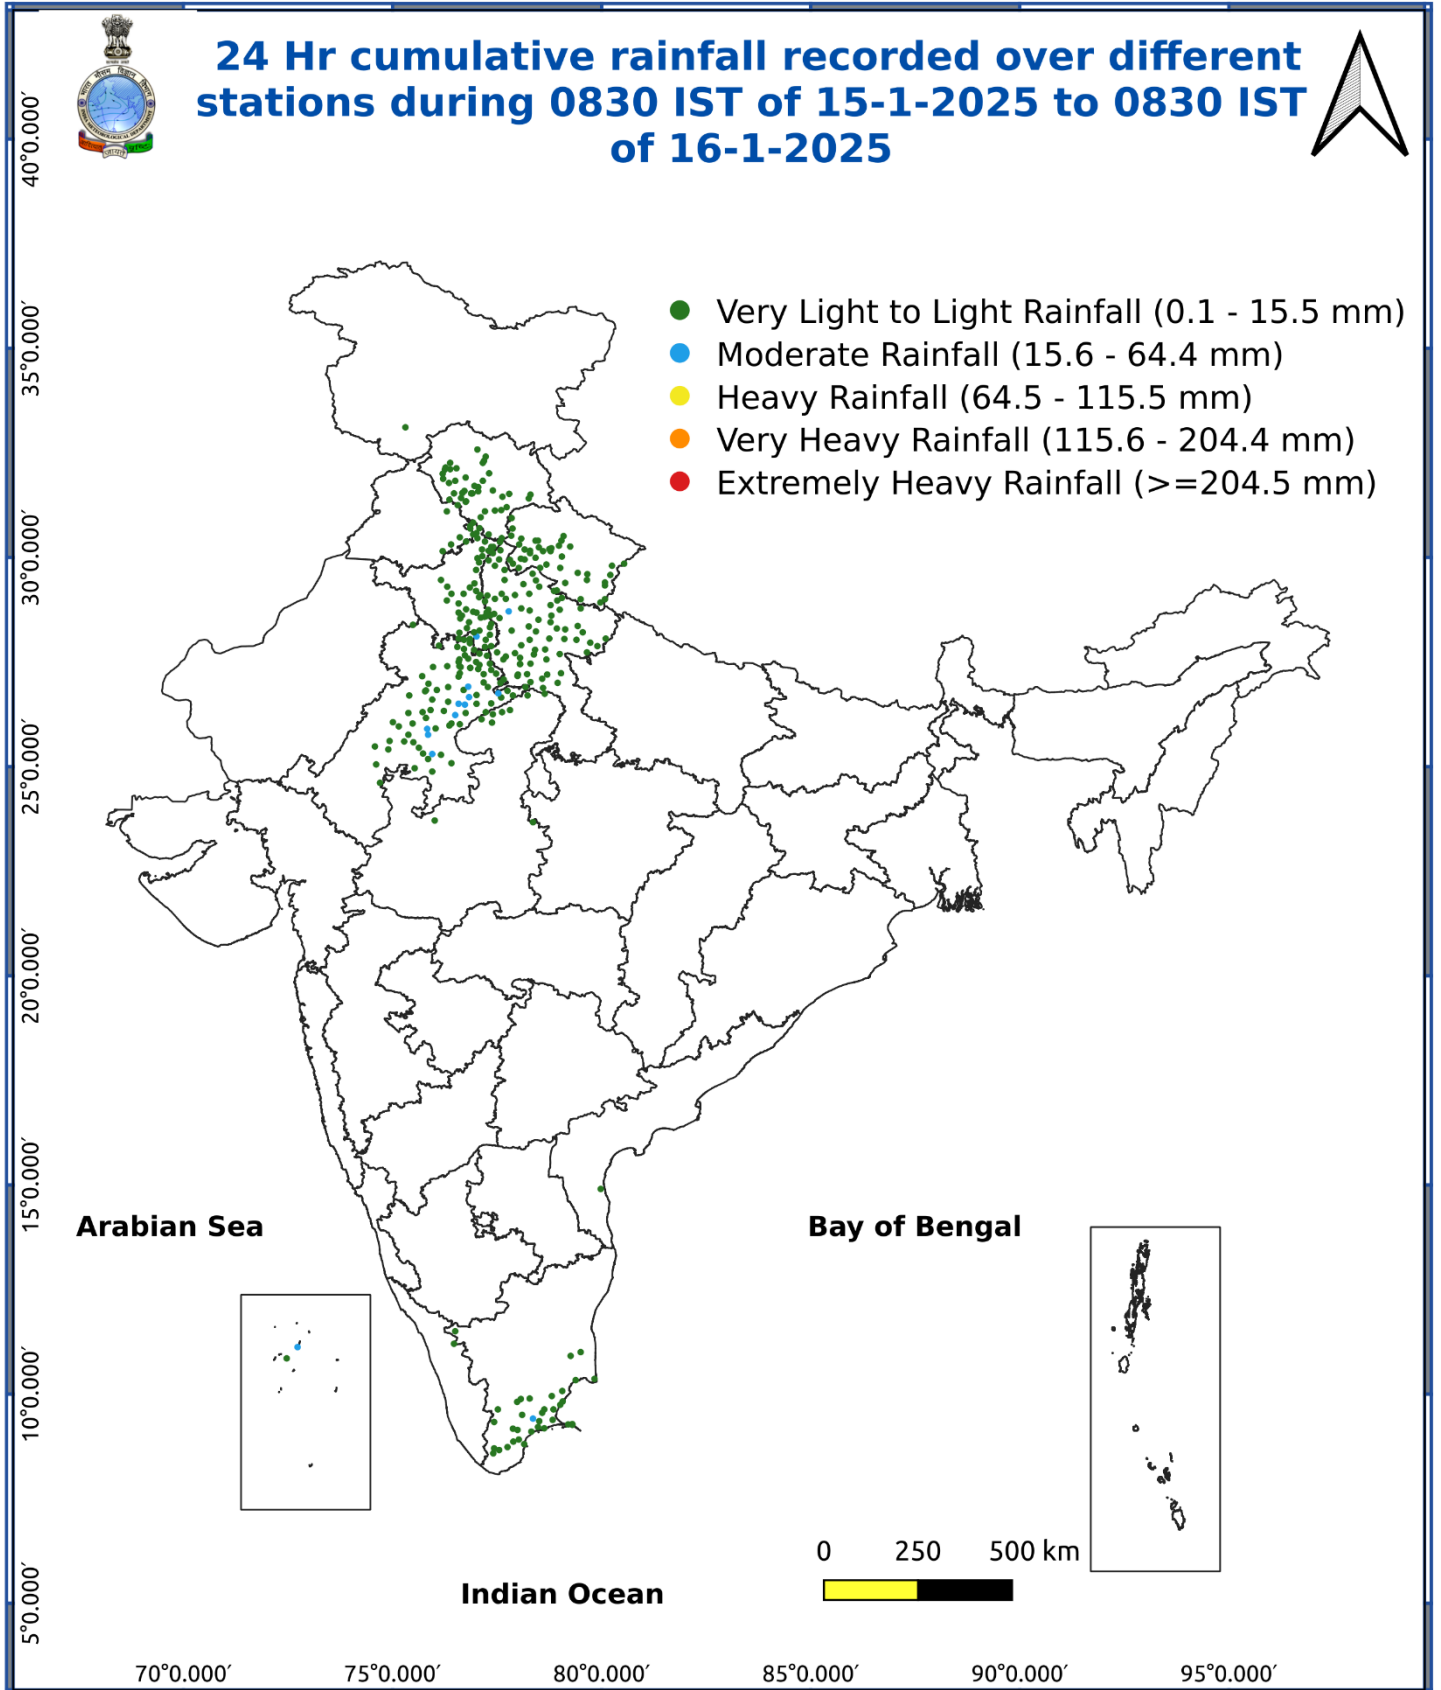 24 Hr cumulative rainfall recorded over different
stations during 0830 IST of 15-1-2025 to 0830 IST
of 16-1-2025
Very Light to Light Rainfall (0.1 - 15.5 mm)
Moderate Rainfall (15.6 - 64.4 mm)
Heavy Rainfall (64.5 - 115.5 mm)
Very Heavy Rainfall (115.6 - 204.4 mm)
Extremely Heavy Rainfall (>=204.5 mm)
40°0.000′
35°0.000′
30°0.000′
25°0.000′
20°0.000′
15°0.000′
10°0.000′
5°0.000′
Arabian Sea
Bay of Bengal
Indian Ocean
0 250 500 km
70°0.000′ 75°0.000′ 80°0.000′ 85°0.000′ 90°0.000′ 95°0.000′